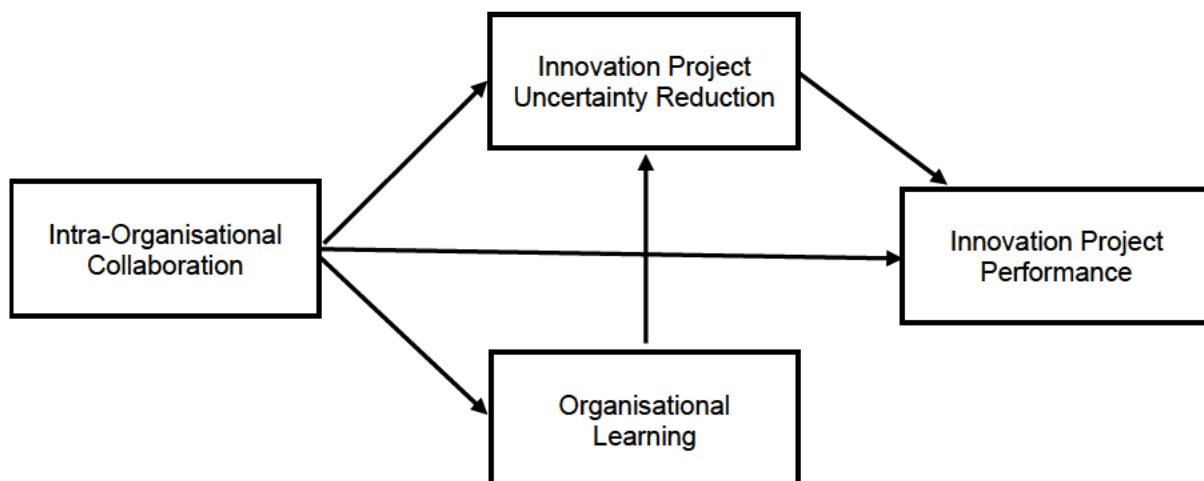 Innovation Project
Uncertainty Reduction
Intra-Organisational
Collaboration
Innovation Project
Performance
Organisational
Learning